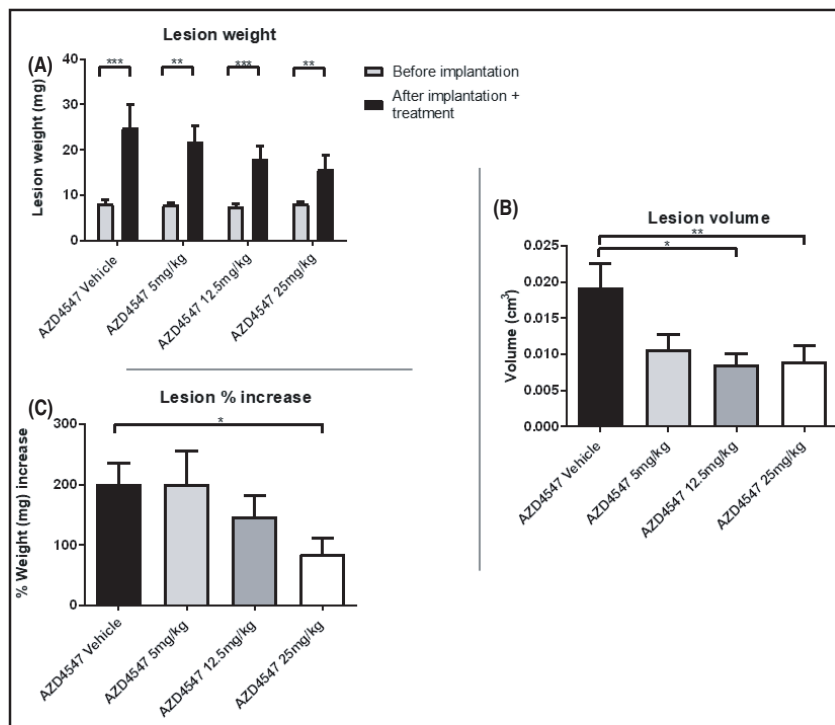 Lesion weight
(A)
***
**
***
**
Before implantation
After implantation +
treatment
Lesion weight (mg)
40
30
20
10
0
AZD4547 Vehicle
AZD4547 5mg/kg
AZD4547 12.5mg/kg
AZD4547 25mg/kg
(B)
Lesion volume
**
*
Volume (cm³)
0.025
0.020
0.015
0.010
0.005
0.000
AZD4547 Vehicle
AZD4547 5mg/kg
AZD4547 12.5mg/kg
AZD4547 25mg/kg
(C)
Lesion % increase
*
% Weight (mg) increase
300
200
100
0
AZD4547 Vehicle
AZD4547 5mg/kg
AZD4547 12.5mg/kg
AZD4547 25mg/kg